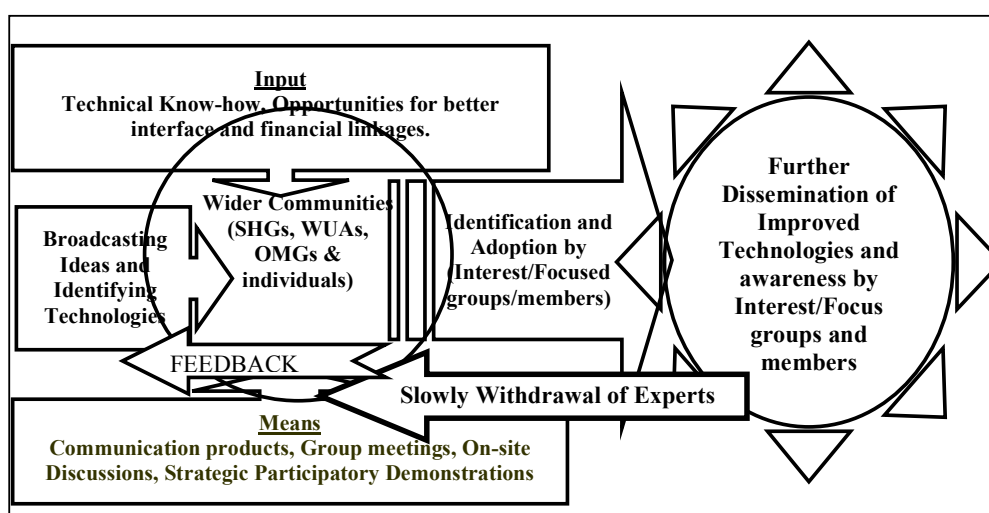 Input
Technical Know-how, Opportunities for better
interface and financial linkages.
Broadcasting
Ideas and
Identifying
Technologies
Wider Communities
(SHGs, WUAs,
OMGs &
individuals)
Identification and
Adoption by
(Interest/Focused
groups/members)
Further
Dissemination of
Improved
Technologies and
awareness by
Interest/Focus
groups and
members
FEEDBACK
Slowly Withdrawal of Experts
Means
Communication products, Group meetings, On-site
Discussions, Strategic Participatory Demonstrations